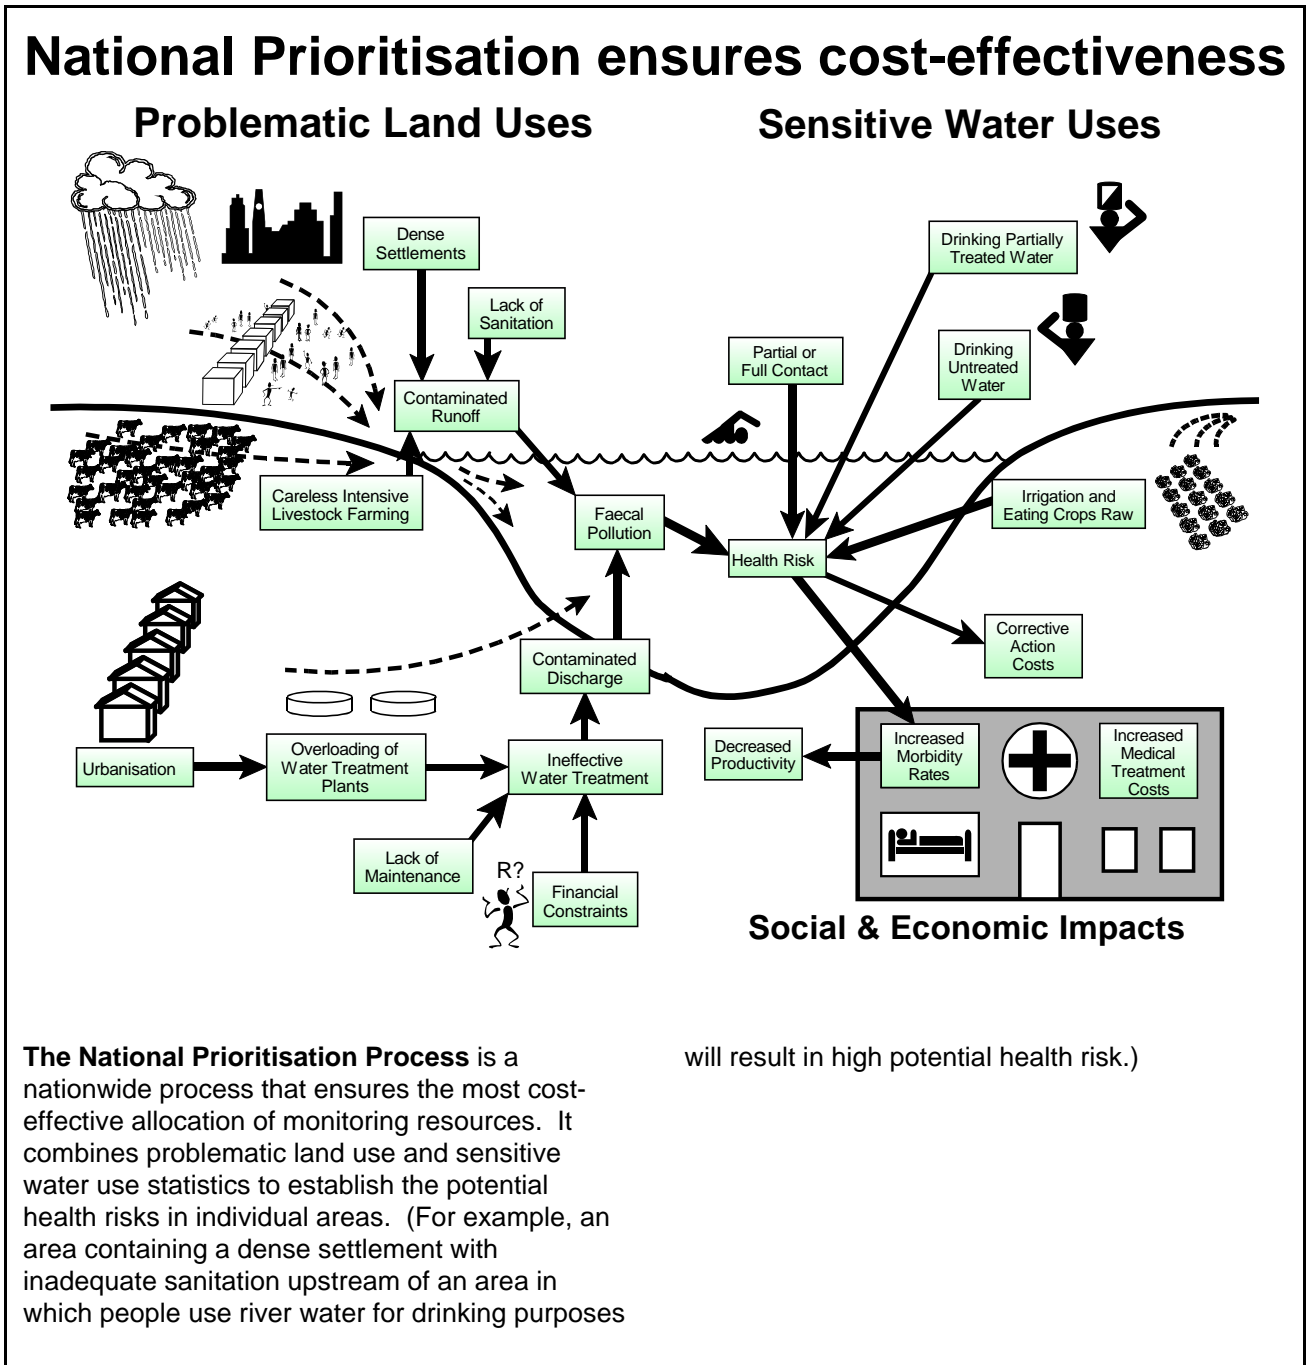 National Prioritisation ensures cost-effectiveness
Problematic Land Uses
Sensitive Water Uses
Dense
Settlements
Lack of
Sanitation
Contaminated
Runoff
Careless Intensive
Livestock Farming
Faecal
Pollution
Drinking Partially
Treated Water
Partial or
Full Contact
Drinking
Untreated
Water
Irrigation and
Eating Crops Raw
Health Risk
Corrective
Action
Costs
Contaminated
Discharge
Urbanisation
Overloading of
Water Treatment
Plants
Ineffective
Water Treatment
Lack of
Maintenance
R?
Financial
Constraints
Decreased
Productivity
Increased
Morbidity
Rates
Increased
Medical
Treatment
Costs
Social & Economic Impacts
The National Prioritisation Process is a
nationwide process that ensures the most cost-
effective allocation of monitoring resources. It
combines problematic land use and sensitive
water use statistics to establish the potential
health risks in individual areas. (For example, an
area containing a dense settlement with
inadequate sanitation upstream of an area in
which people use river water for drinking purposes
will result in high potential health risk.)